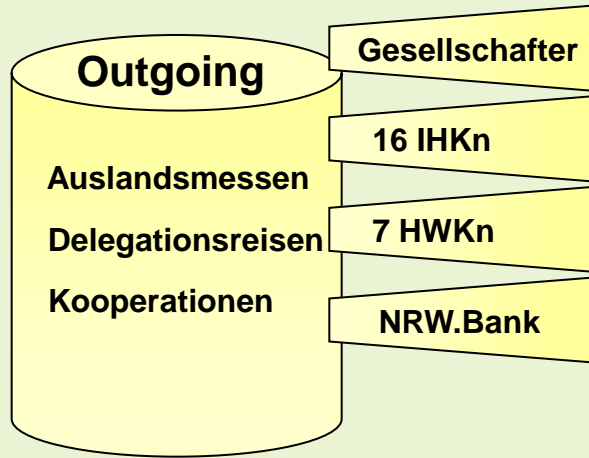 Outgoing
Auslandsmessen
Delegationsreisen
Kooperationen
Gesellschafter
16 IHKn
7 HWKn
NRW.Bank